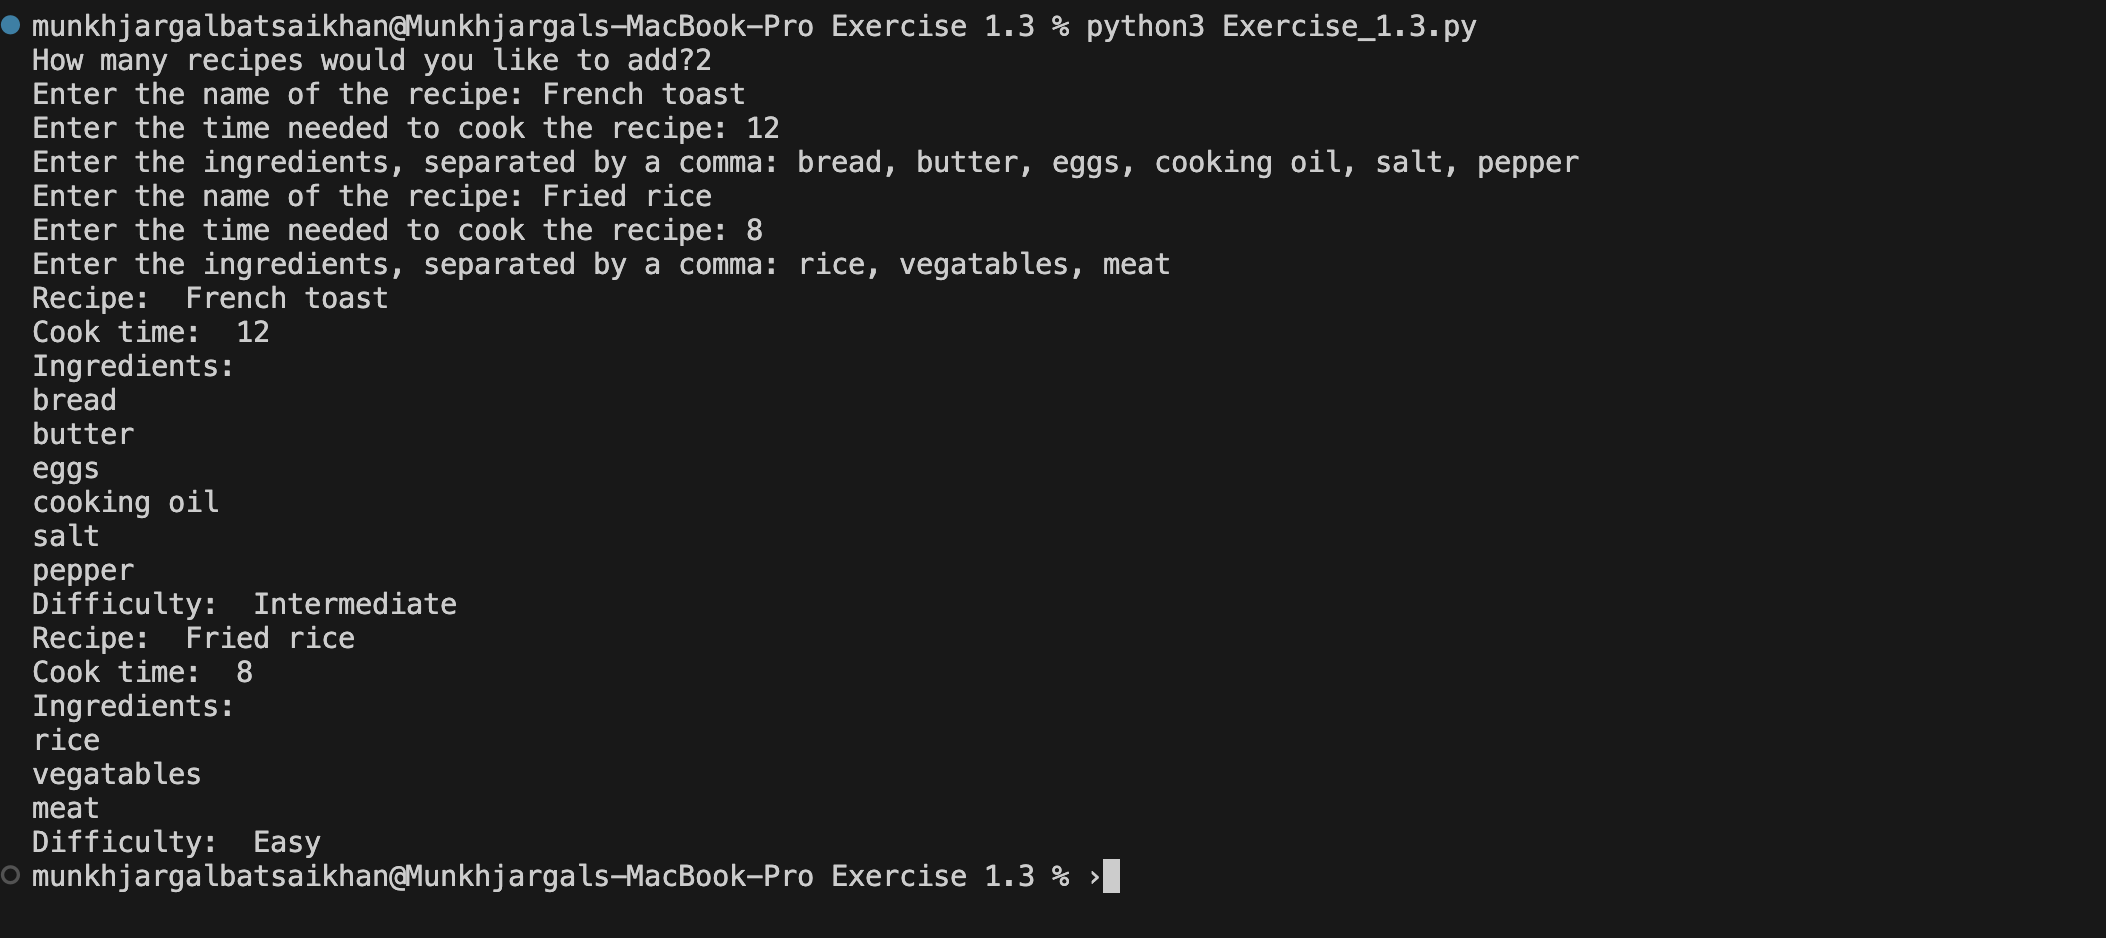 munkhjargalbatsaikhan@Munkhjargals-MacBook-Pro Exercise 1.3 % python3 Exercise_1.3.py
How many recipes would you like to add?2
Enter the name of the recipe: French toast
Enter the time needed to cook the recipe: 12
Enter the ingredients, separated by a comma: bread, butter, eggs, cooking oil, salt, pepper
Enter the name of the recipe: Fried rice
Enter the time needed to cook the recipe: 8
Enter the ingredients, separated by a comma: rice, vegatables, meat
Recipe:  French toast
Cook time:  12
Ingredients:
bread
butter
eggs
cooking oil
salt
pepper
Difficulty:  Intermediate
Recipe:  Fried rice
Cook time:  8
Ingredients:
rice
vegatables
meat
Difficulty:  Easy
munkhjargalbatsaikhan@Munkhjargals-MacBook-Pro Exercise 1.3 % ›